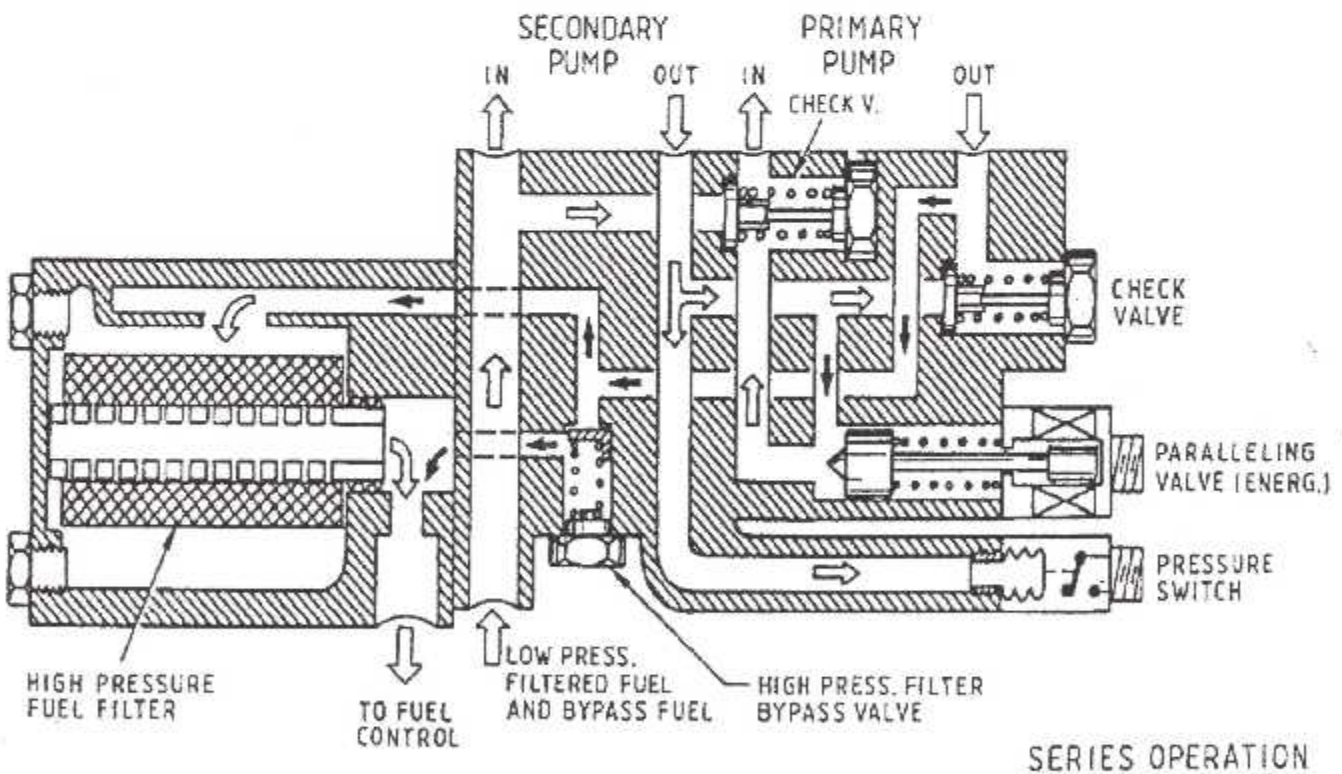 SECONDARY
PUMP
PRIMARY
PUMP
IN
OUT
IN
OUT
CHECK V.
CHECK
VALVE
PARALLELING
VALVE (ENERG.)
PRESSURE
SWITCH
HIGH PRESSURE
FUEL FILTER
TO FUEL
CONTROL
LOW PRESS.
FILTERED FUEL
AND BYPASS FUEL
HIGH PRESS. FILTER
BYPASS VALVE
SERIES OPERATION